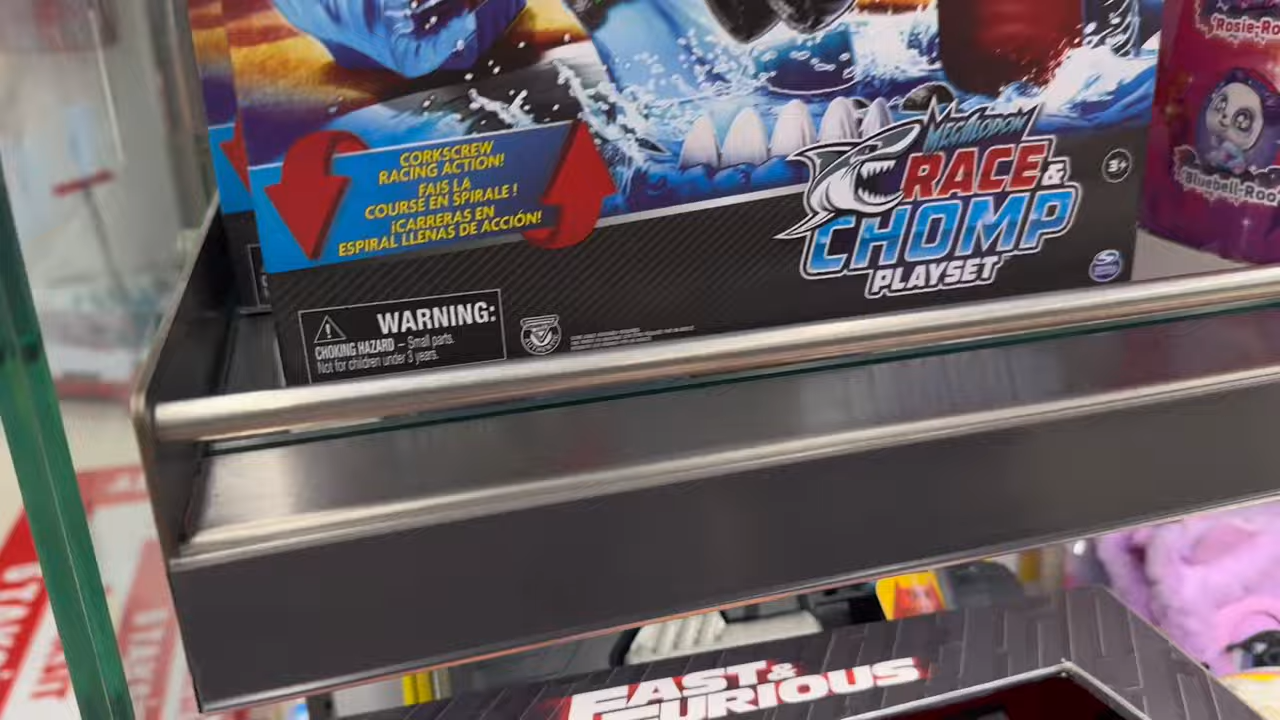 'Rosie-Ro
CORKSCREW
RACING ACTION!
FAIS LA
COURSE EN SPIRALE !
¡CARRERAS EN
ESPIRAL LLENAS DE ACCIÓN!
MEGALODON
RACE &
CHOMP
PLAYSET
3+
Bluebell-Roo
WARNING:
CHOKING HAZARD – Small parts.
Not for children under 3 years.
FAST &
FURIOUS